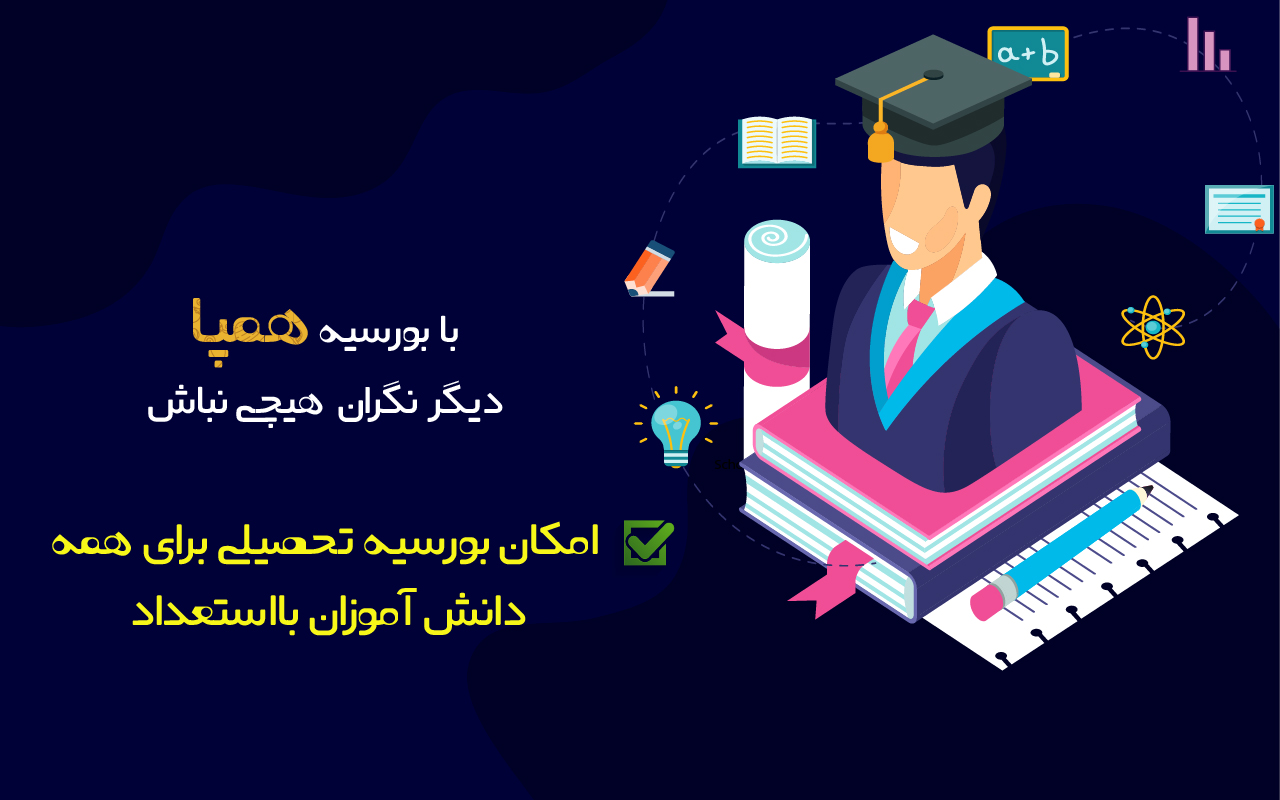 a+b
با بورسیه همپا
دیگر نگران هیچی نباش
امکان بورسیه تحصیلی برای همه
دانش آموزان بااستعداد